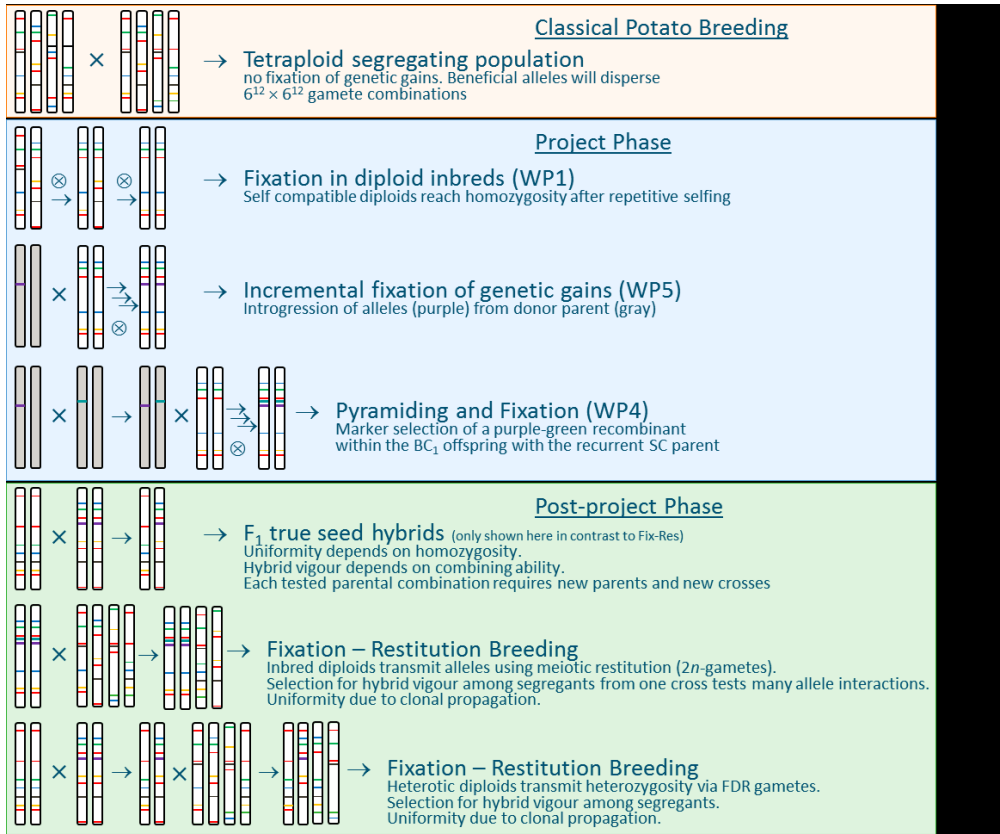 Classical Potato Breeding
× → Tetraploid segregating population
no fixation of genetic gains. Beneficial alleles will disperse
6¹² × 6¹² gamete combinations
Project Phase
⊗ → ⊗ → → Fixation in diploid inbreds (WP1)
Self compatible diploids reach homozygosity after repetitive selfing
× → → → ⊗ → Incremental fixation of genetic gains (WP5)
Introgression of alleles (purple) from donor parent (gray)
× → × → → → ⊗ → Pyramiding and Fixation (WP4)
Marker selection of a purple-green recombinant
within the BC₁ offspring with the recurrent SC parent
Post-project Phase
× → → F₁ true seed hybrids (only shown here in contrast to Fix-Res)
Uniformity depends on homozygosity.
Hybrid vigour depends on combining ability.
Each tested parental combination requires new parents and new crosses
× → → Fixation – Restitution Breeding
Inbred diploids transmit alleles using meiotic restitution (2n-gametes).
Selection for hybrid vigour among segregants from one cross tests many allele interactions.
Uniformity due to clonal propagation.
× → × → → Fixation – Restitution Breeding
Heterotic diploids transmit heterozygosity via FDR gametes.
Selection for hybrid vigour among segregants.
Uniformity due to clonal propagation.